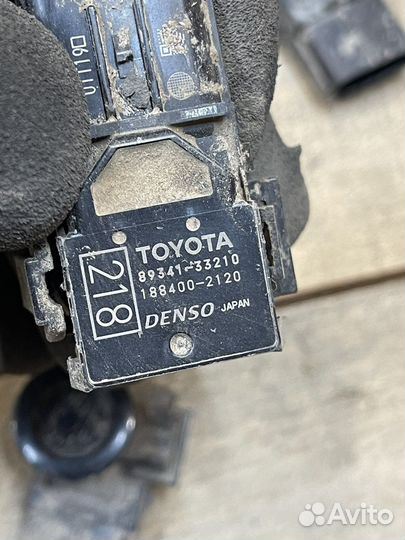 TOYOTA
89341-33210
188400-2120
218
DENSO JAPAN
Avito